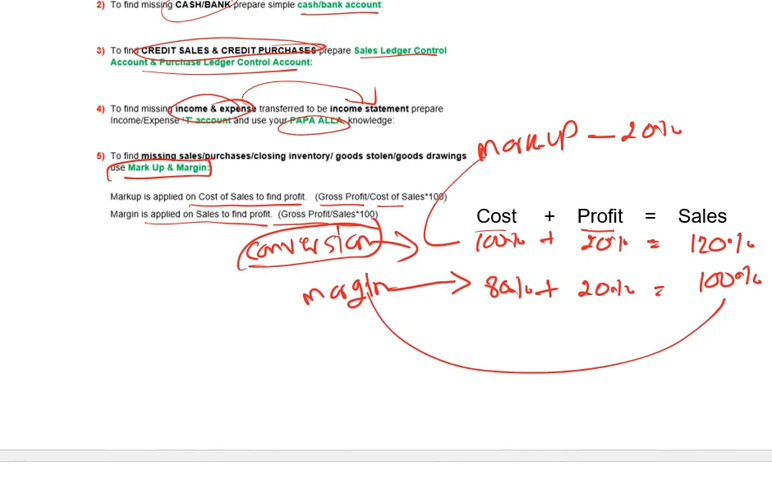 2) To find missing CASH/BANK prepare simple cash/bank account:
3) To find CREDIT SALES & CREDIT PURCHASES prepare Sales Ledger Control
Account & Purchase Ledger Control Account:
4) To find missing income & expense transferred to be income statement prepare
Income/Expense 'T' account and use your PAPA ALLA knowledge:
5) To find missing sales/purchases/closing inventory/ goods stolen/goods drawings
use Mark Up & Margin:
markup — 20%
Markup is applied on Cost of Sales to find profit. (Gross Profit/Cost of Sales*100)
Margin is applied on Sales to find profit. (Gross Profit/Sales*100)
Cost + Profit = Sales
conversion 100% + 20% = 120%
margin 80% + 20% = 100%